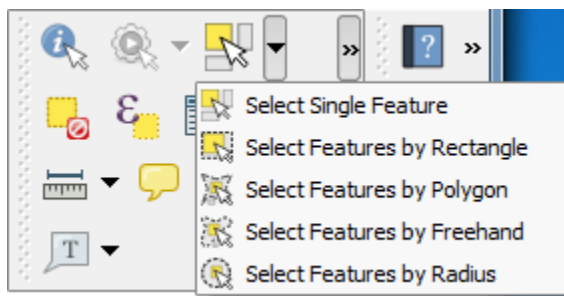 i
»
?
»
Select Single Feature
ε
Select Features by Rectangle
Select Features by Polygon
Select Features by Freehand
T
Select Features by Radius